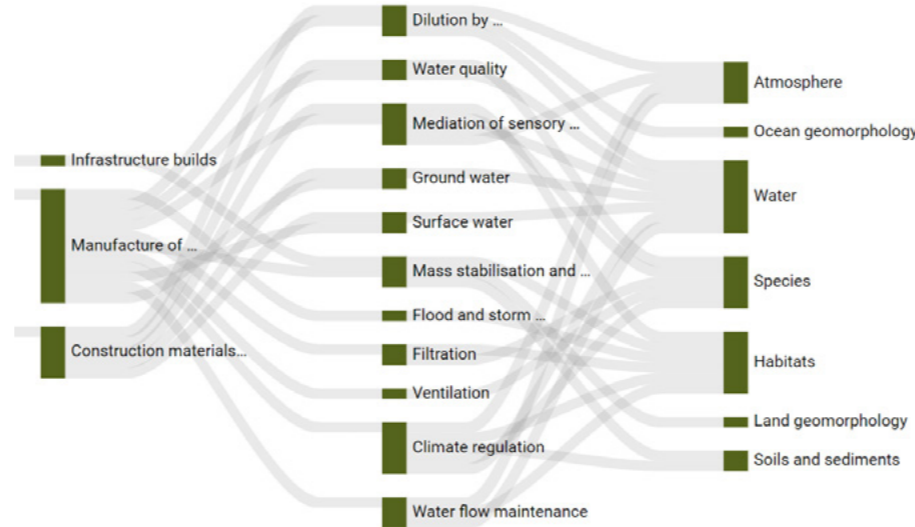 Infrastructure builds
Manufacture of ...
Construction materials...
Dilution by ...
Water quality
Mediation of sensory ...
Ground water
Surface water
Mass stabilisation and ...
Flood and storm ...
Filtration
Ventilation
Climate regulation
Water flow maintenance
Atmosphere
Ocean geomorphology
Water
Species
Habitats
Land geomorphology
Soils and sediments